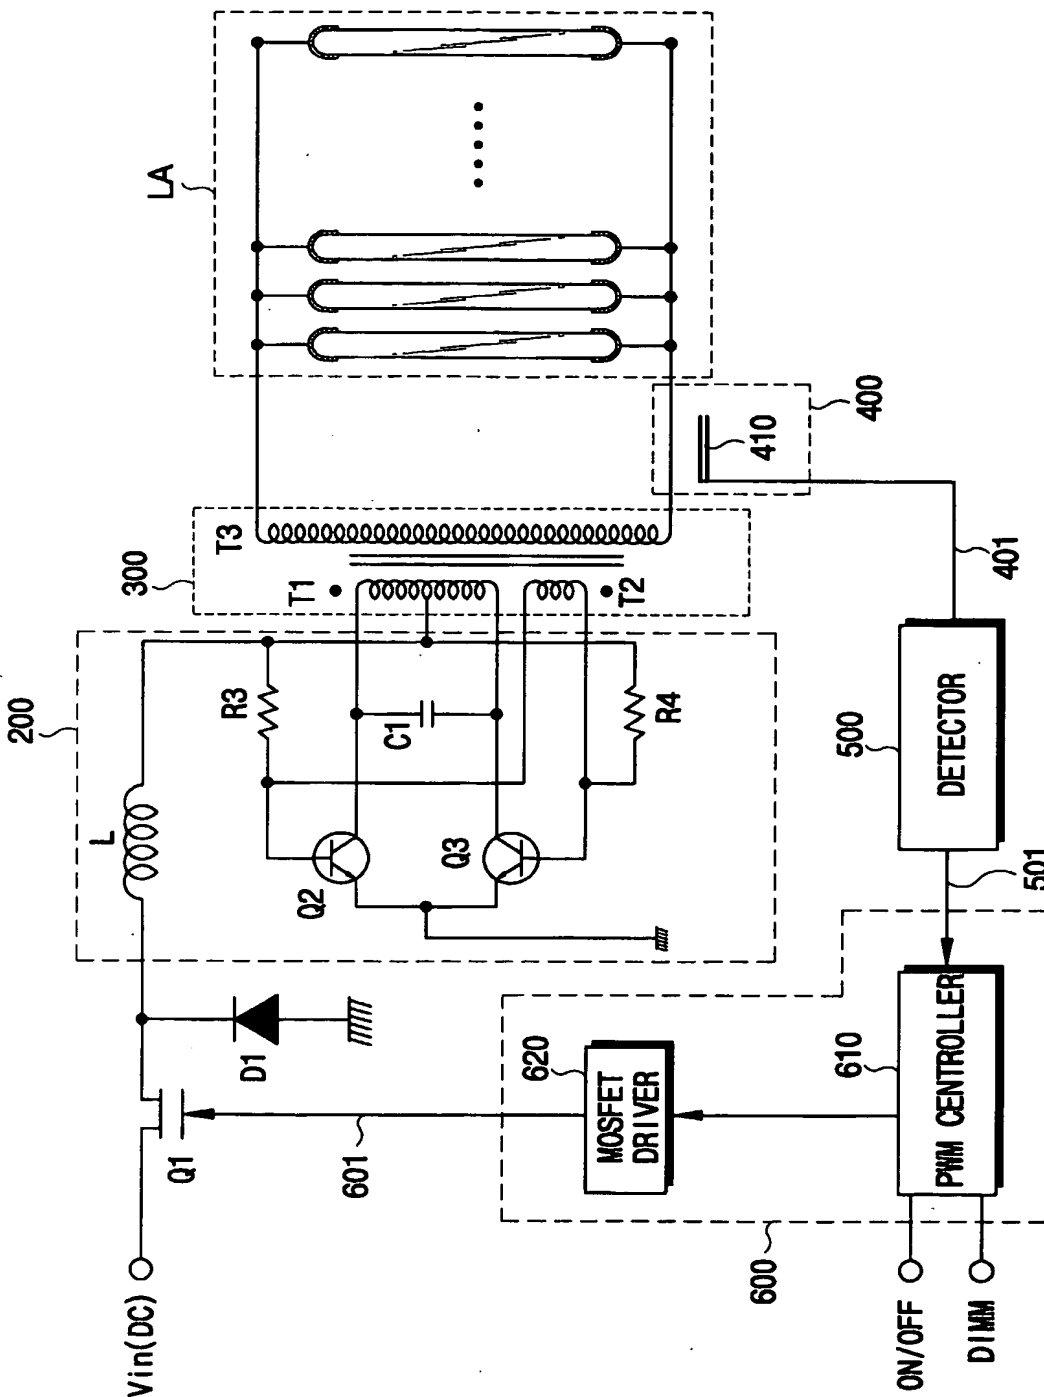 Vin(DC)
Q1
D1
L
200
R3
Q2
C1
Q3
R4
300
T3
T1
T2
LA
400
410
401
601
620
MOSFET
DRIVER
600
610
PWM CENTROLLER
501
500
DETECTOR
ON/OFF
DIMM